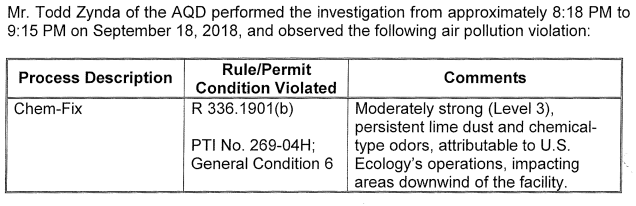 Mr. Todd Zynda of the AQD performed the investigation from approximately 8:18 PM to
9:15 PM on September 18, 2018, and observed the following air pollution violation:
Process Description
Rule/Permit
Condition Violated
Comments
Chem-Fix
R 336.1901(b)
PTI No. 269-04H;
General Condition 6
Moderately strong (Level 3),
persistent lime dust and chemical-
type odors, attributable to U.S.
Ecology's operations, impacting
areas downwind of the facility.